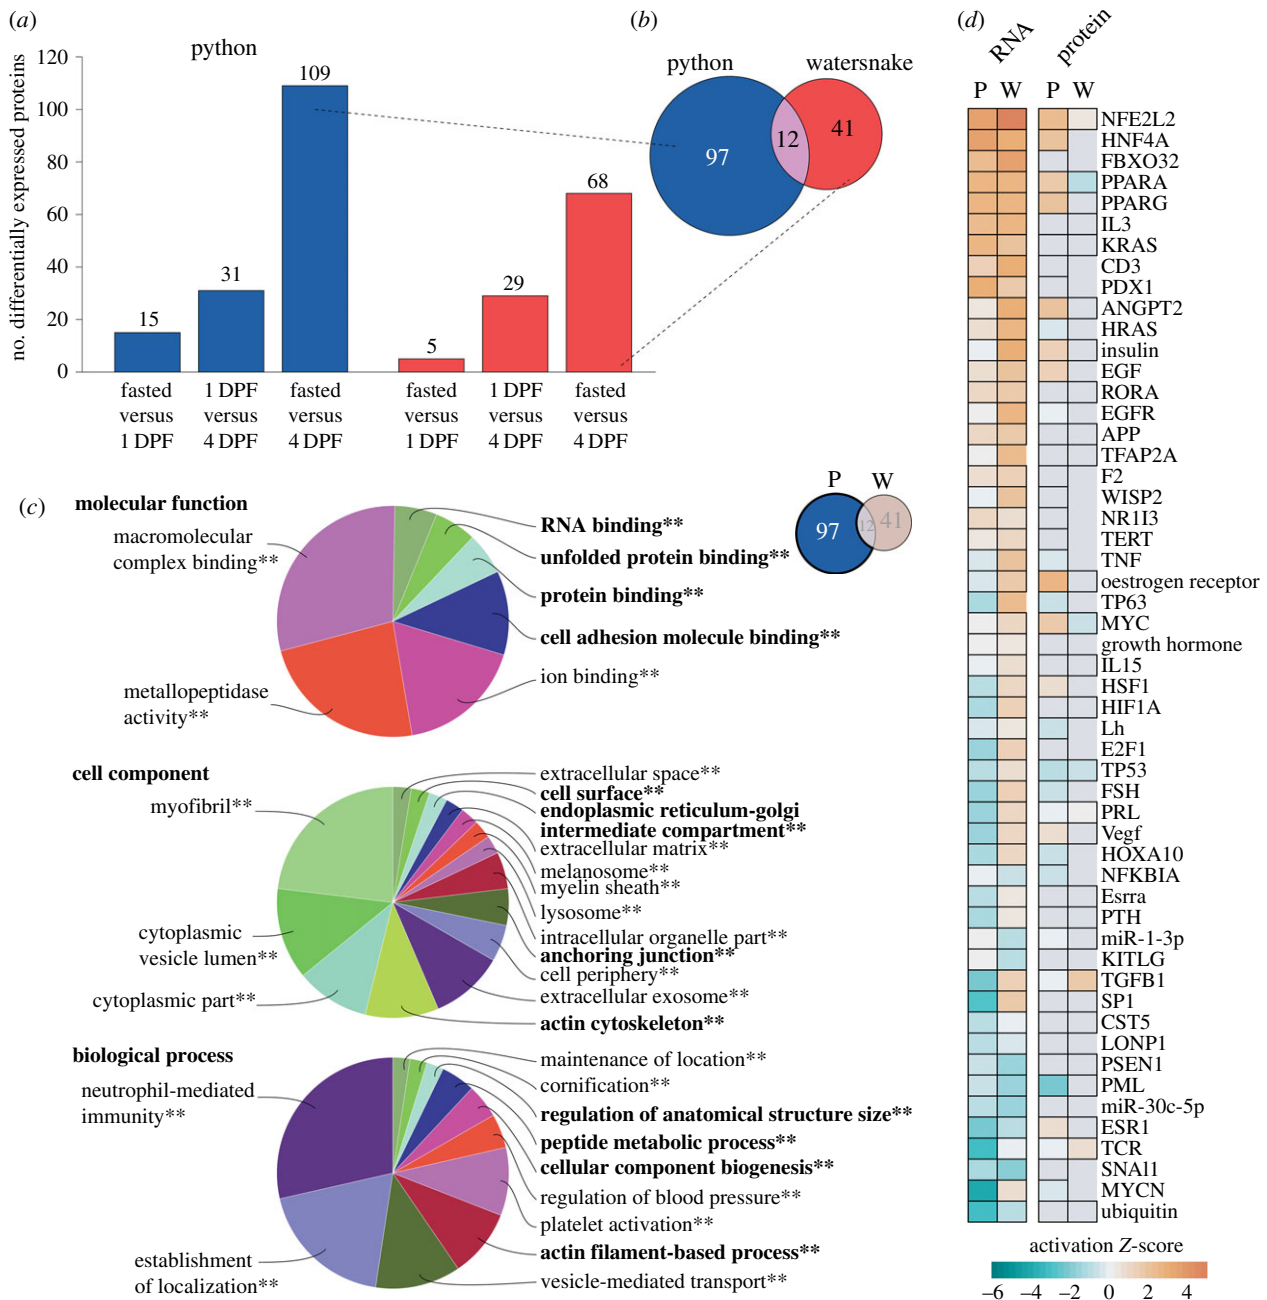 (a)
python
no. differentially expressed proteins
120
100
80
60
40
20
0
15
31
109
5
29
68
fasted
versus
1 DPF
1 DPF
versus
4 DPF
fasted
versus
4 DPF
fasted
versus
1 DPF
1 DPF
versus
4 DPF
fasted
versus
4 DPF
(b)
python
watersnake
97
12
41
(c)
P W
97
12
41
molecular function
macromolecular
complex binding**
metallopeptidase
activity**
RNA binding**
unfolded protein binding**
protein binding**
cell adhesion molecule binding**
ion binding**
cell component
myofibril**
cytoplasmic
vesicle lumen**
cytoplasmic part**
extracellular space**
cell surface**
endoplasmic reticulum-golgi
intermediate compartment**
extracellular matrix**
melanosome**
myelin sheath**
lysosome**
intracellular organelle part**
anchoring junction**
cell periphery**
extracellular exosome**
actin cytoskeleton**
biological process
neutrophil-mediated
immunity**
establishment
of localization**
maintenance of location**
cornification**
regulation of anatomical structure size**
peptide metabolic process**
cellular component biogenesis**
regulation of blood pressure**
platelet activation**
actin filament-based process**
vesicle-mediated transport**
(d)
RNA
protein
P W P W
NFE2L2
HNF4A
FBXO32
PPARA
PPARG
IL3
KRAS
CD3
PDX1
ANGPT2
HRAS
insulin
EGF
RORA
EGFR
APP
TFAP2A
F2
WISP2
NR1I3
TERT
TNF
oestrogen receptor
TP63
MYC
growth hormone
IL15
HSF1
HIF1A
Lh
E2F1
TP53
FSH
PRL
Vegf
HOXA10
NFKBIA
Esrra
PTH
miR-1-3p
KITLG
TGFB1
SP1
CST5
LONP1
PSEN1
PML
miR-30c-5p
ESR1
TCR
SNAI1
MYCN
ubiquitin
activation Z-score
−6 −4 −2 0 2 4